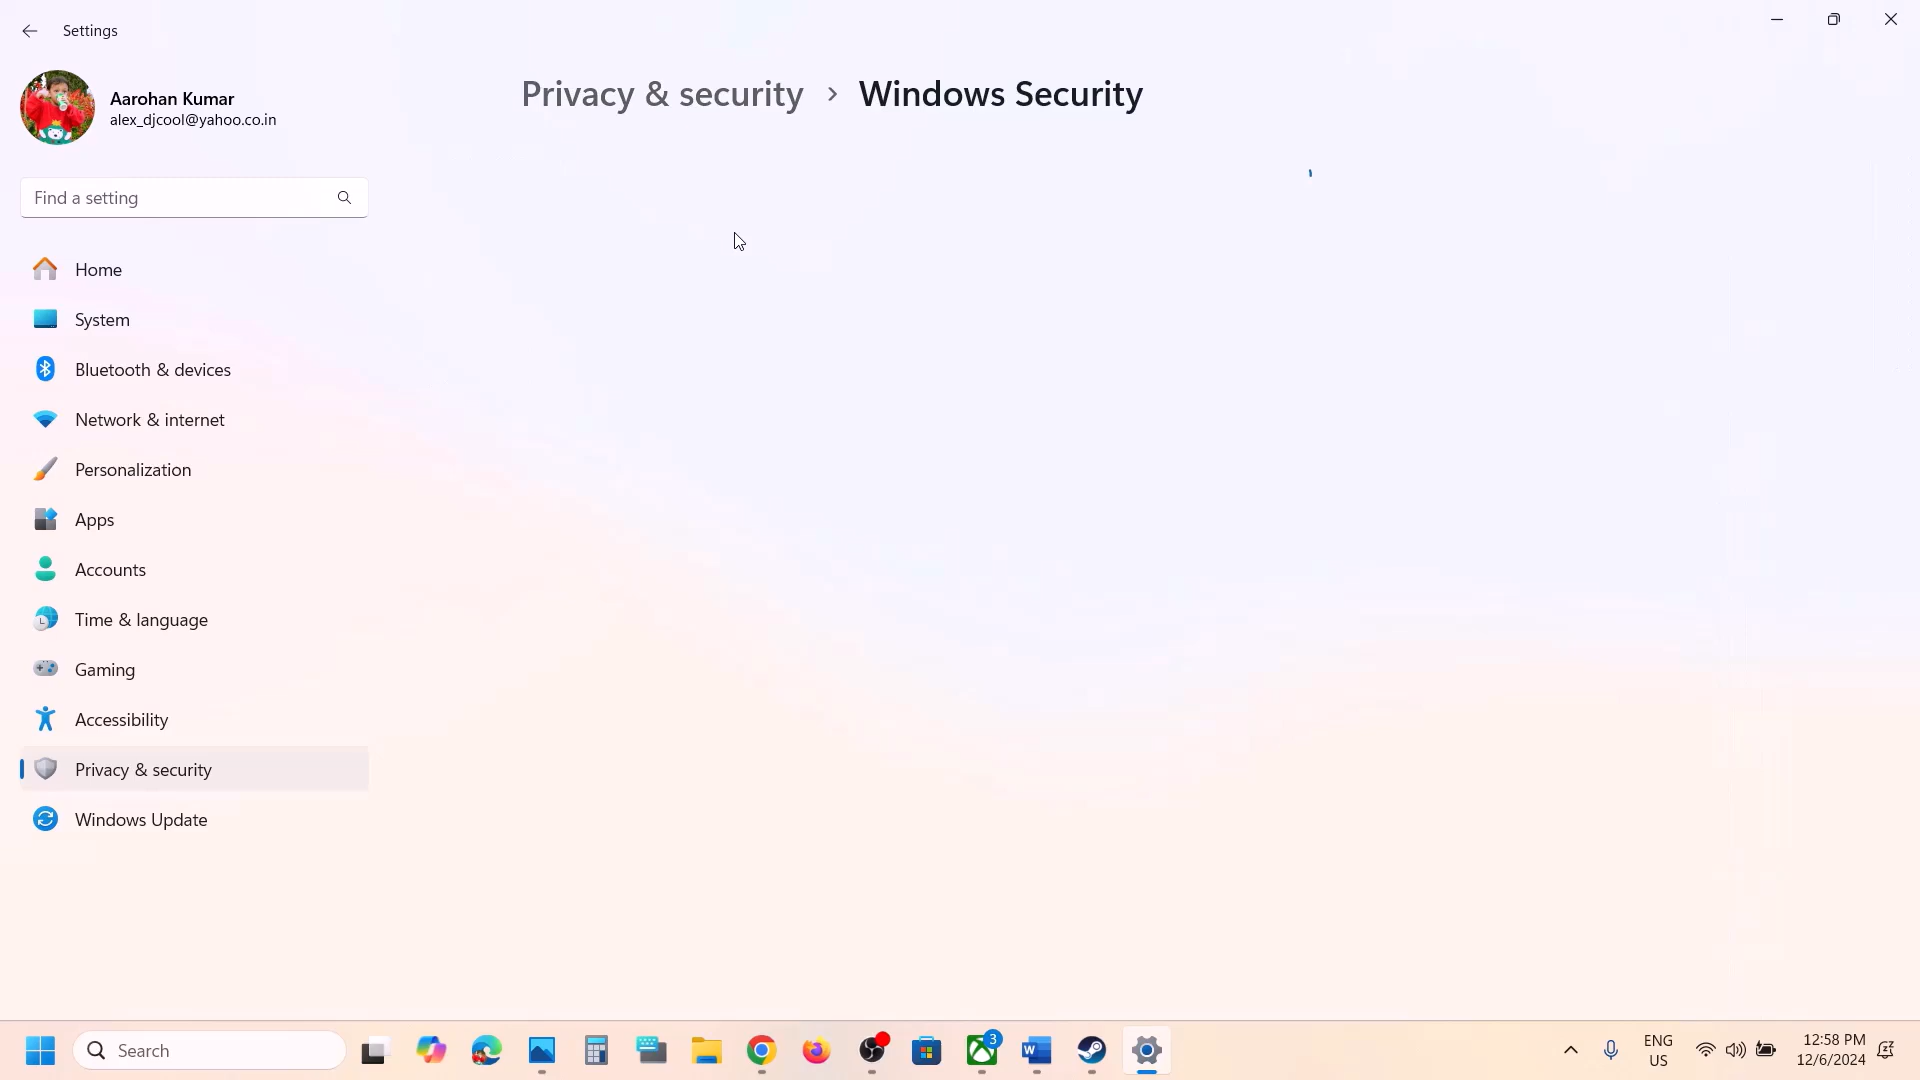 Settings
Aarohan Kumar
alex_djcool@yahoo.co.in
Privacy & security > Windows Security
Find a setting
Home
System
Bluetooth & devices
Network & internet
Personalization
Apps
Accounts
Time & language
Gaming
Accessibility
Privacy & security
Windows Update
Search
3
ENG
US
12:58 PM
12/6/2024